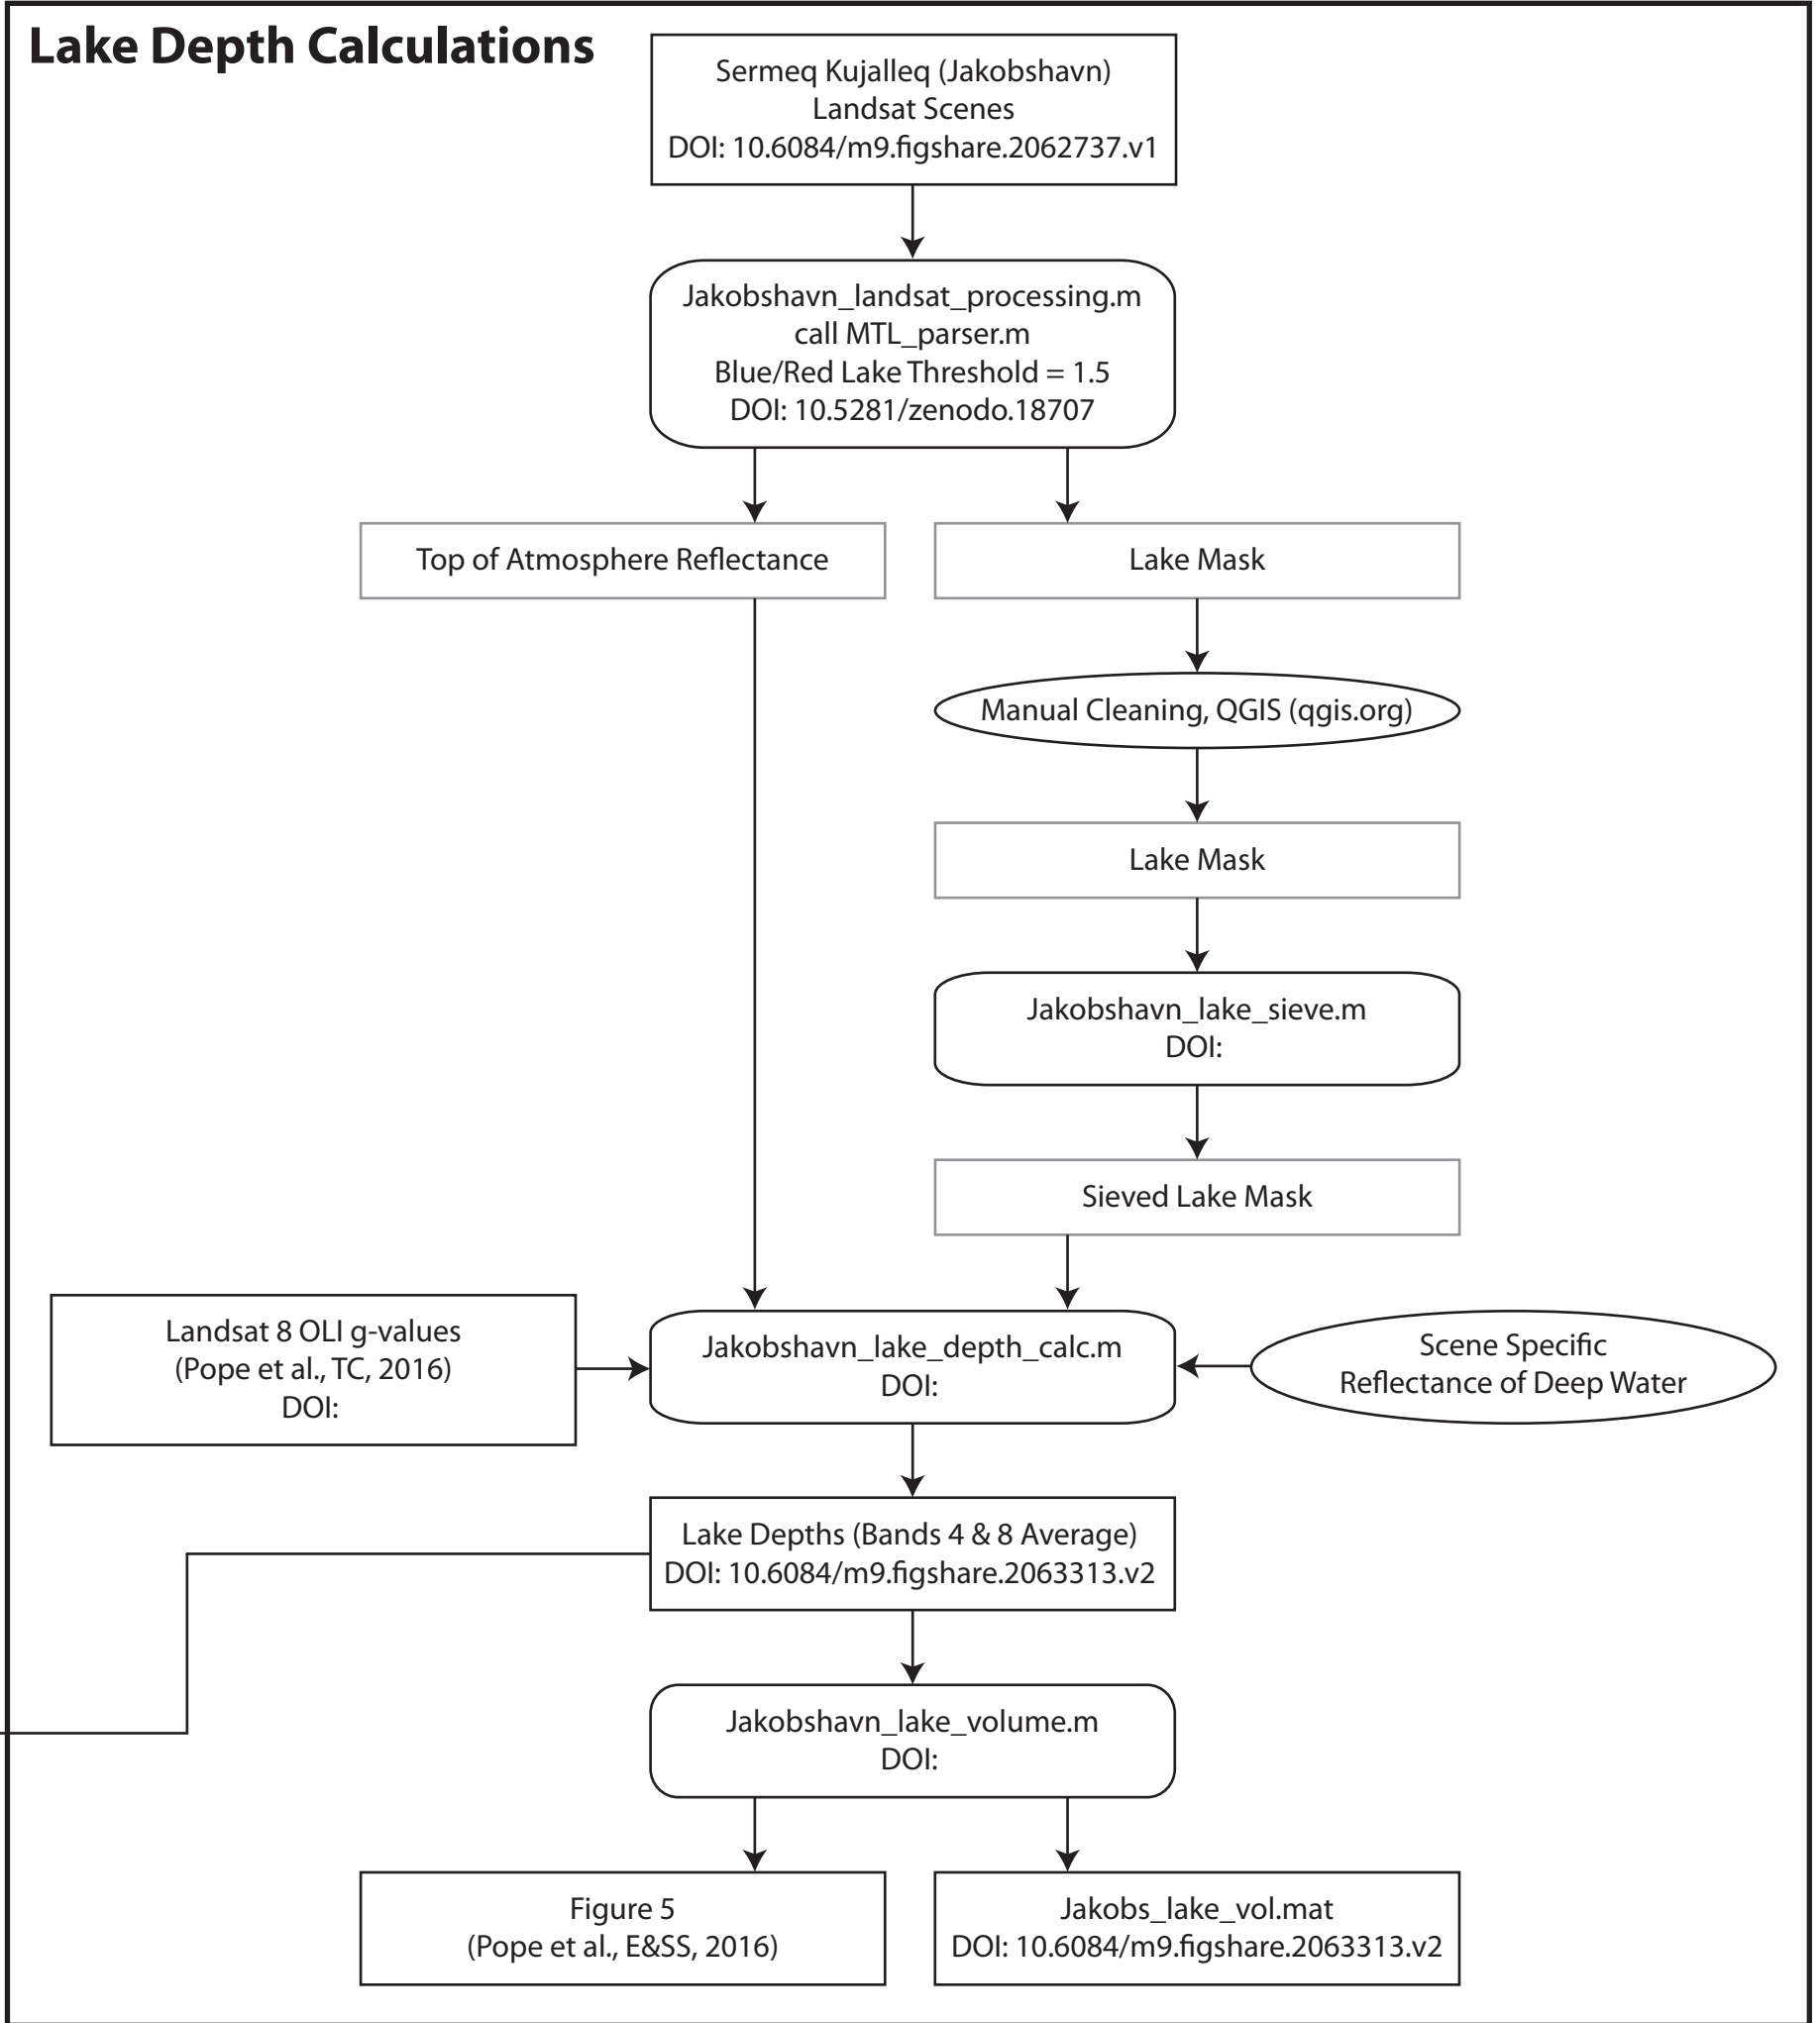 Lake Depth Calculations
Sermeq Kujalleq (Jakobshavn)
Landsat Scenes
DOI: 10.6084/m9.figshare.2062737.v1
Jakobshavn_landsat_processing.m
call MTL_parser.m
Blue/Red Lake Threshold = 1.5
DOI: 10.5281/zenodo.18707
Top of Atmosphere Reflectance
Lake Mask
Manual Cleaning, QGIS (qgis.org)
Lake Mask
Jakobshavn_lake_sieve.m
DOI:
Sieved Lake Mask
Landsat 8 OLI g-values
(Pope et al., TC, 2016)
DOI:
Jakobshavn_lake_depth_calc.m
DOI:
Scene Specific
Reflectance of Deep Water
Lake Depths (Bands 4 & 8 Average)
DOI: 10.6084/m9.figshare.2063313.v2
Jakobshavn_lake_volume.m
DOI:
Figure 5
(Pope et al., E&SS, 2016)
Jakobs_lake_vol.mat
DOI: 10.6084/m9.figshare.2063313.v2